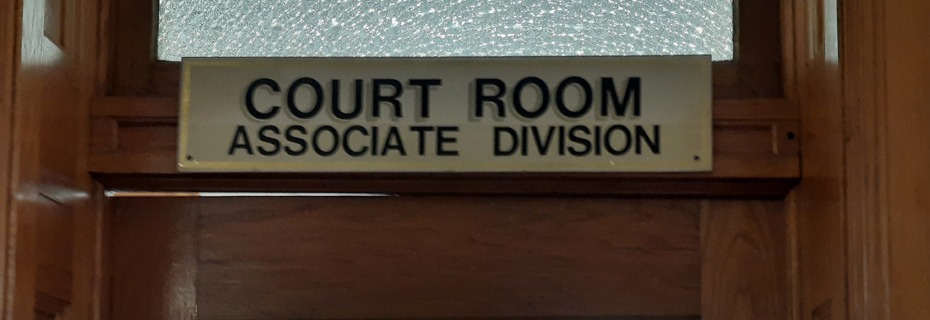 COURT ROOM
ASSOCIATE DIVISION